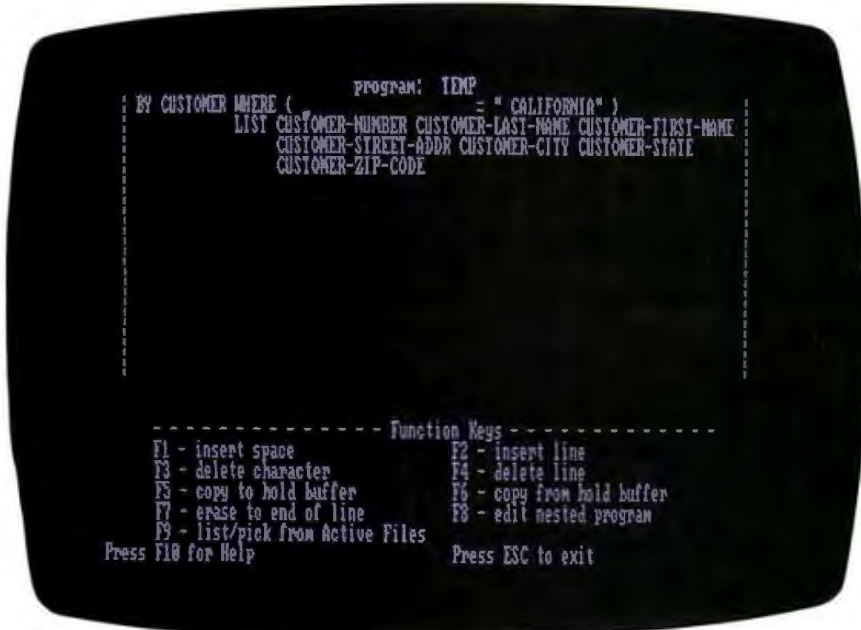 program: TEMP
BY CUSTOMER WHERE ( _ = " CALIFORNIA" )
LIST CUSTOMER-NUMBER CUSTOMER-LAST-NAME CUSTOMER-FIRST-NAME
CUSTOMER-STREET-ADDR CUSTOMER-CITY CUSTOMER-STATE
CUSTOMER-ZIP-CODE
- - - - - - - - - - - - - - - Function Keys - - - - - - - - - - - - - -
F1 - insert space F2 - insert line
F3 - delete character F4 - delete line
F5 - copy to hold buffer F6 - copy from hold buffer
F7 - erase to end of line F8 - edit nested program
F9 - list/pick from Active Files
Press F10 for Help Press ESC to exit